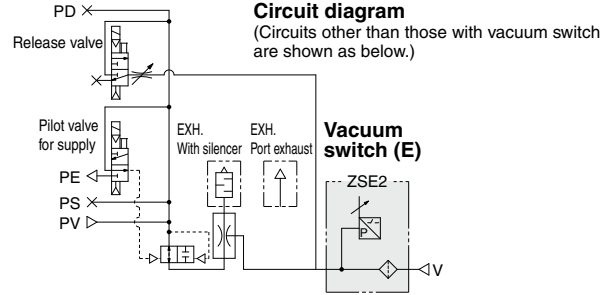 PD
Circuit diagram
(Circuits other than those with vacuum switch
are shown as below.)
Release valve
Pilot valve
for supply
EXH.
With silencer
EXH.
Port exhaust
Vacuum
switch (E)
PE
ZSE2
PS
P
PV
V